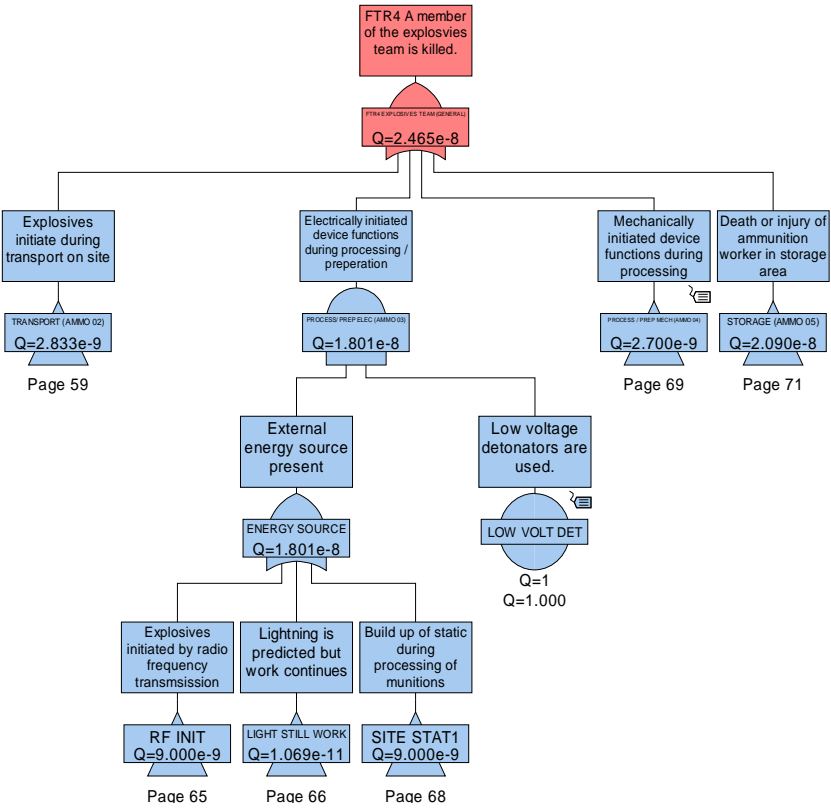 FTR4 A member
of the explosvies
team is killed.
FTR4 EXPLOSIVES TEAM (GENERAL)
Q=2.465e-8
Explosives
initiate during
transport on site
TRANSPORT (AMMO 02)
Q=2.833e-9
Page 59
Electrically initiated
device functions
during processing /
preperation
PROCESS/ PREP ELEC (AMMO 03)
Q=1.801e-8
Mechanically
initiated device
functions during
processing
PROCESS / PREP MECH (AMMO 04)
Q=2.700e-9
Page 69
Death or injury of
ammunition
worker in storage
area
STORAGE (AMMO 05)
Q=2.090e-8
Page 71
External
energy source
present
ENERGY SOURCE
Q=1.801e-8
Low voltage
detonators are
used.
LOW VOLT DET
Q=1
Q=1.000
Explosives
initiated by radio
frequency
transmsission
RF INIT
Q=9.000e-9
Page 65
Lightning is
predicted but
work continues
LIGHT STILL WORK
Q=1.069e-11
Page 66
Build up of static
during
processing of
munitions
SITE STAT1
Q=9.000e-9
Page 68